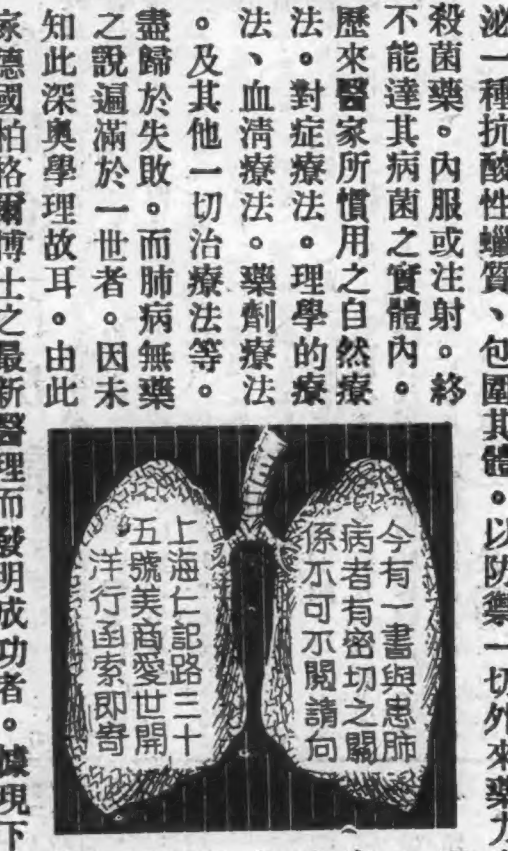 泌一種抗酸性蠟質、包圍其體。以防禦一切外來藥力
殺菌藥。內服或注射。終
不能達其病菌之實體內。
歷來醫家所慣用之自然療
法。對症療法。理學的療
法、血清療法。藥劑療法
。及其他一切治療法等。
盡歸於失敗。而肺病無藥
之說遍滿於一世者。因未
知此深奧學理故耳。由此
家德國柏格爾博士之最新醫理而發明成功者。據現下
今有一書與患肺
病者有密切之關
係不可不閱請向
上海仁記路三十
五號美商愛世開
洋行函索即寄